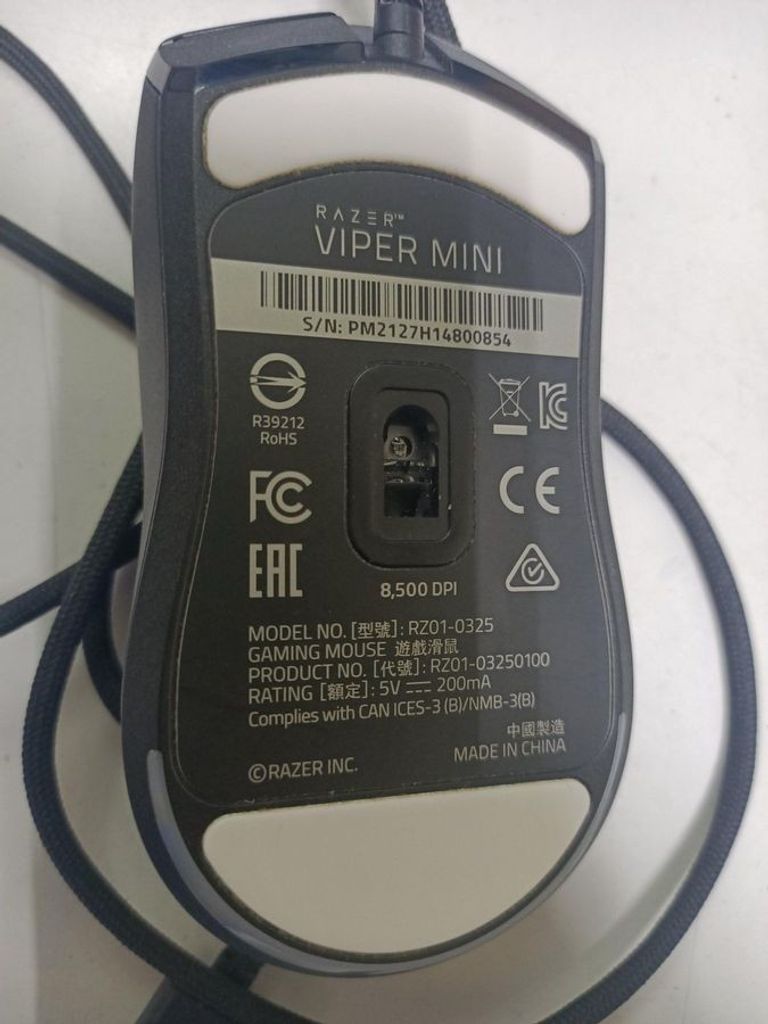 RAZER™
VIPER MINI
S/N: PM2127H14800854
R39212
RoHS
FC
CE
EAC
8,500 DPI
MODEL NO. [型號]: RZ01-0325
GAMING MOUSE 遊戲滑鼠
PRODUCT NO. [代號]: RZ01-03250100
RATING [額定]: 5V ⎓ 200mA
Complies with CAN ICES-3 (B)/NMB-3(B)
中國製造
MADE IN CHINA
©RAZER INC.